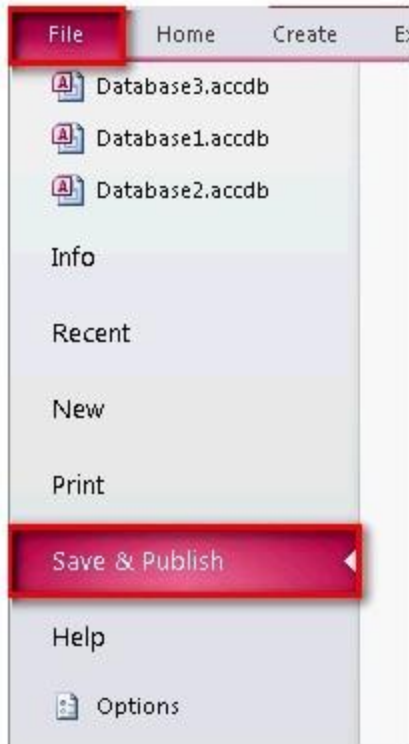 File Home Create E
Database3.accdb
Database1.accdb
Database2.accdb
Info
Recent
New
Print
Save & Publish
Help
Options